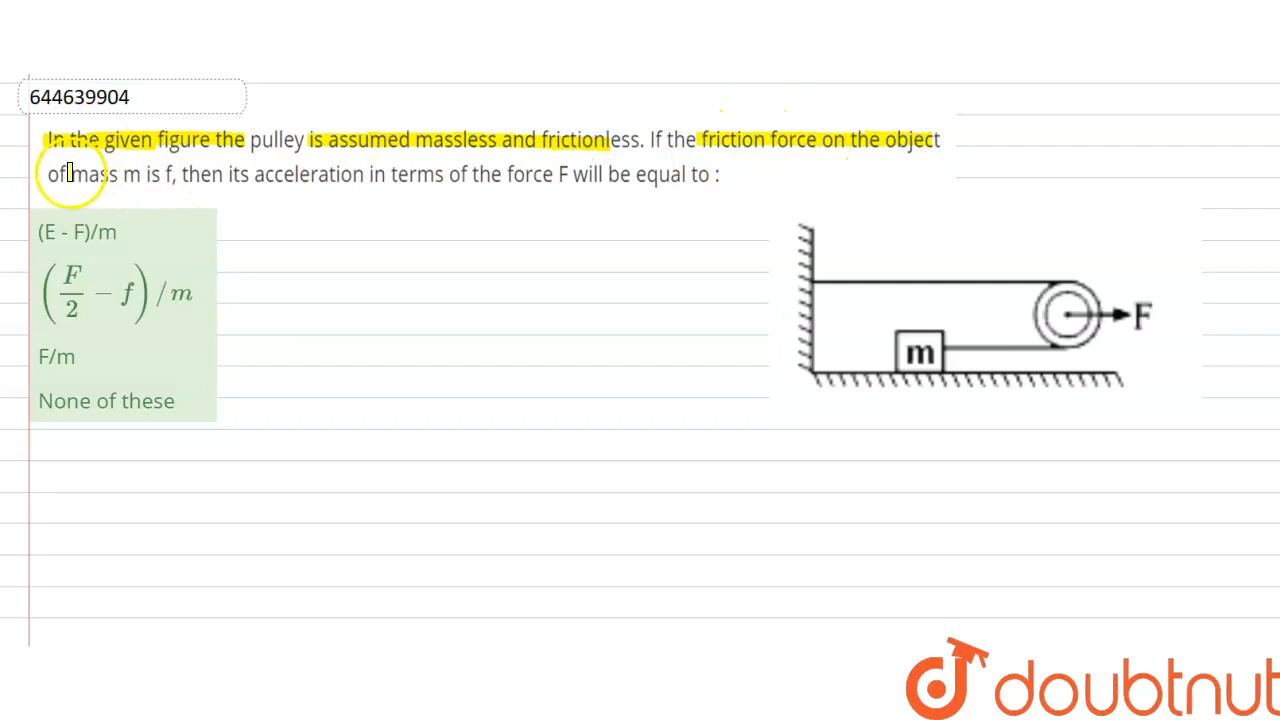 644639904
In the given figure the pulley is assumed massless and frictionless. If the friction force on the object
of mass m is f, then its acceleration in terms of the force F will be equal to :
(E - F)/m
(F/2 − f)/m
F/m
None of these
F
m
doubtnut